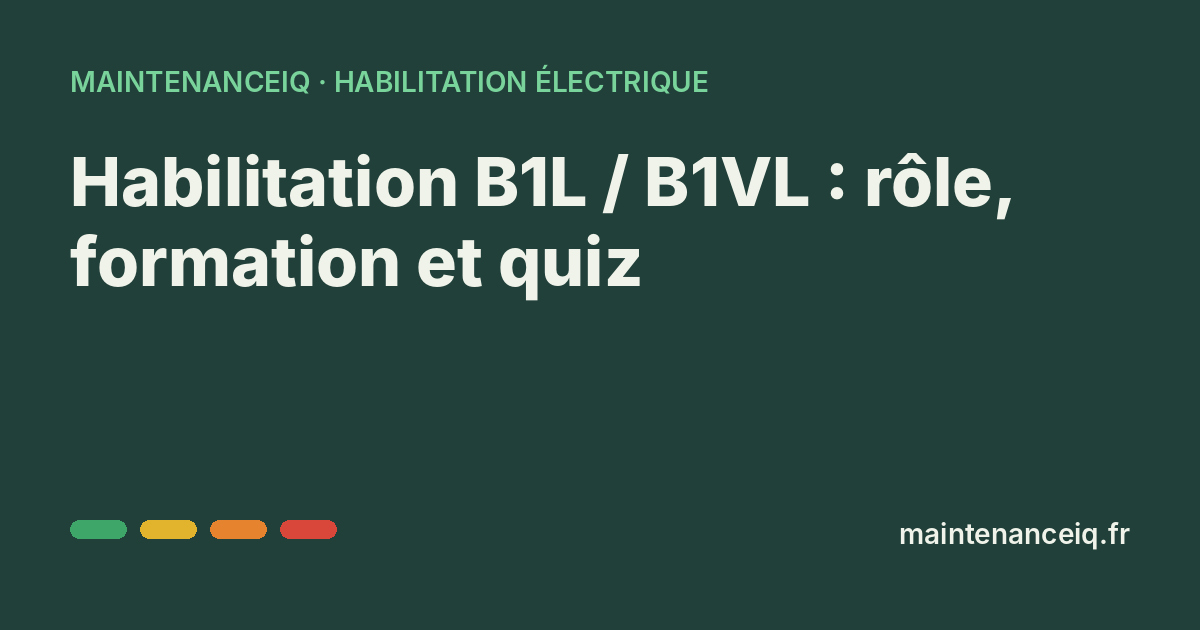 MAINTENANCEIQ · HABILITATION ÉLECTRIQUE
Habilitation B1L / B1VL : rôle,
formation et quiz
maintenanceiq.fr